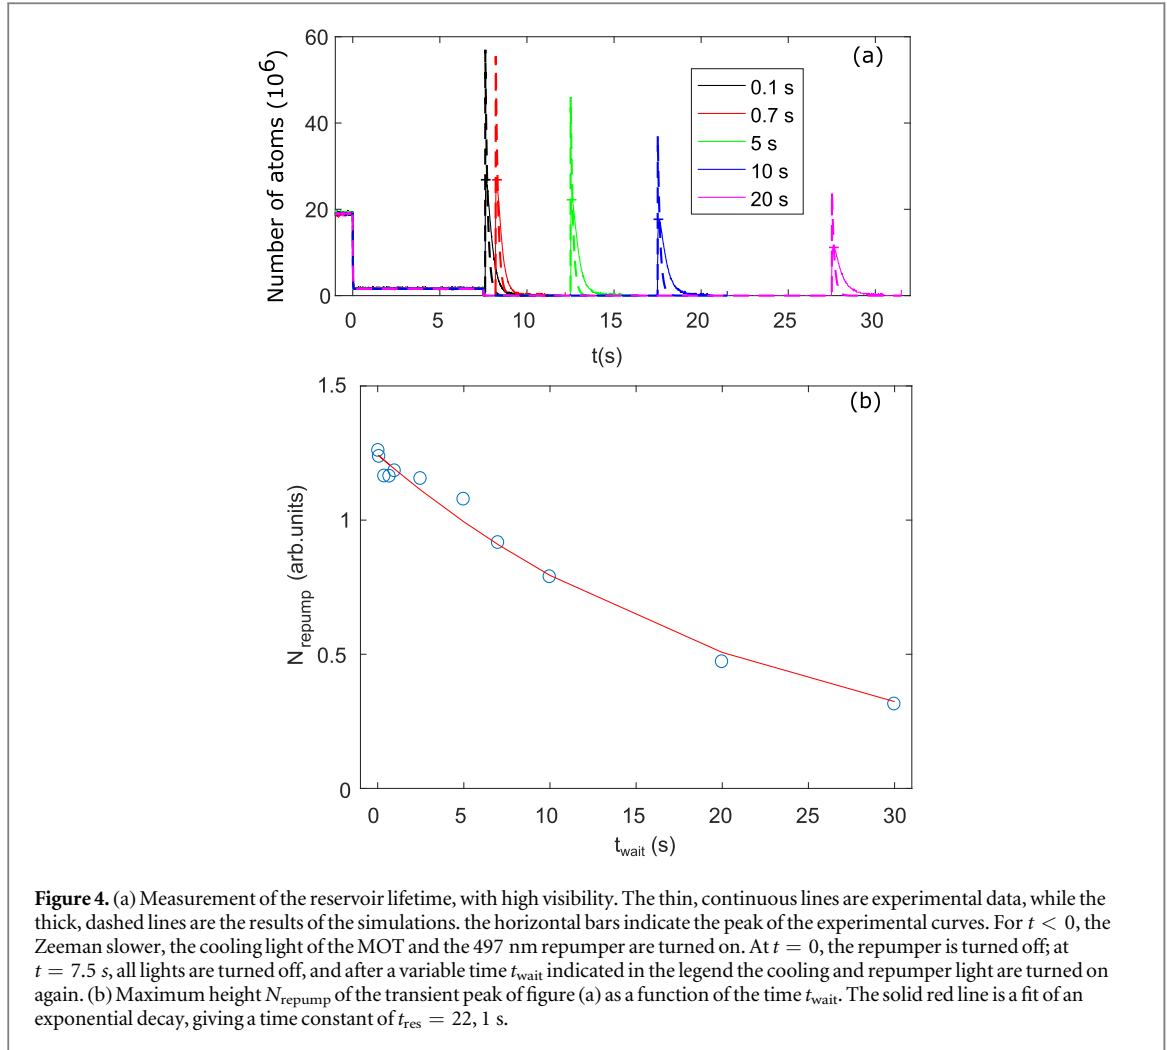 60
(a)
40
20
0
Number of atoms (10^6)
0.1 s
0.7 s
5 s
10 s
20 s
0 5 10 15 20 25 30
t(s)
1.5
(b)
1
0.5
0
N_repump (arb.units)
0 5 10 15 20 25 30
t_wait (s)
Figure 4. (a) Measurement of the reservoir lifetime, with high visibility. The thin, continuous lines are experimental data, while the
thick, dashed lines are the results of the simulations. the horizontal bars indicate the peak of the experimental curves. For t < 0, the
Zeeman slower, the cooling light of the MOT and the 497 nm repumper are turned on. At t = 0, the repumper is turned off; at
t = 7.5 s, all lights are turned off, and after a variable time t_wait indicated in the legend the cooling and repumper light are turned on
again. (b) Maximum height N_repump of the transient peak of figure (a) as a function of the time t_wait. The solid red line is a fit of an
exponential decay, giving a time constant of t_res = 22, 1 s.